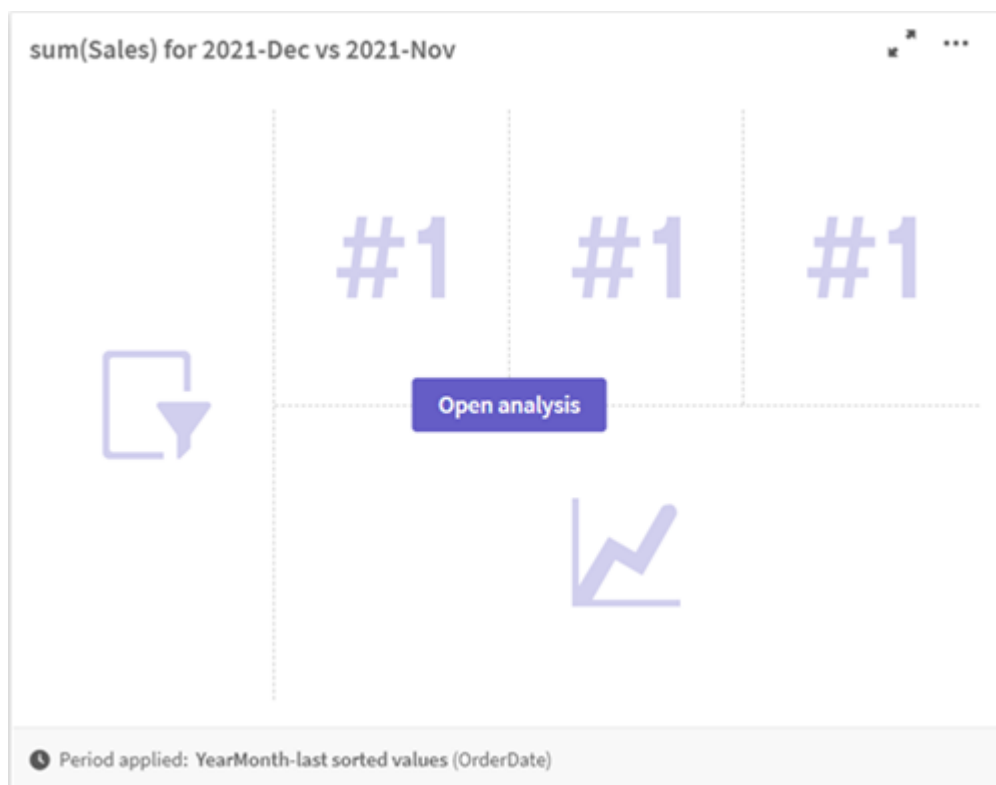 sum(Sales) for 2021-Dec vs 2021-Nov
#1 #1 #1
Open analysis
Period applied: YearMonth-last sorted values (OrderDate)